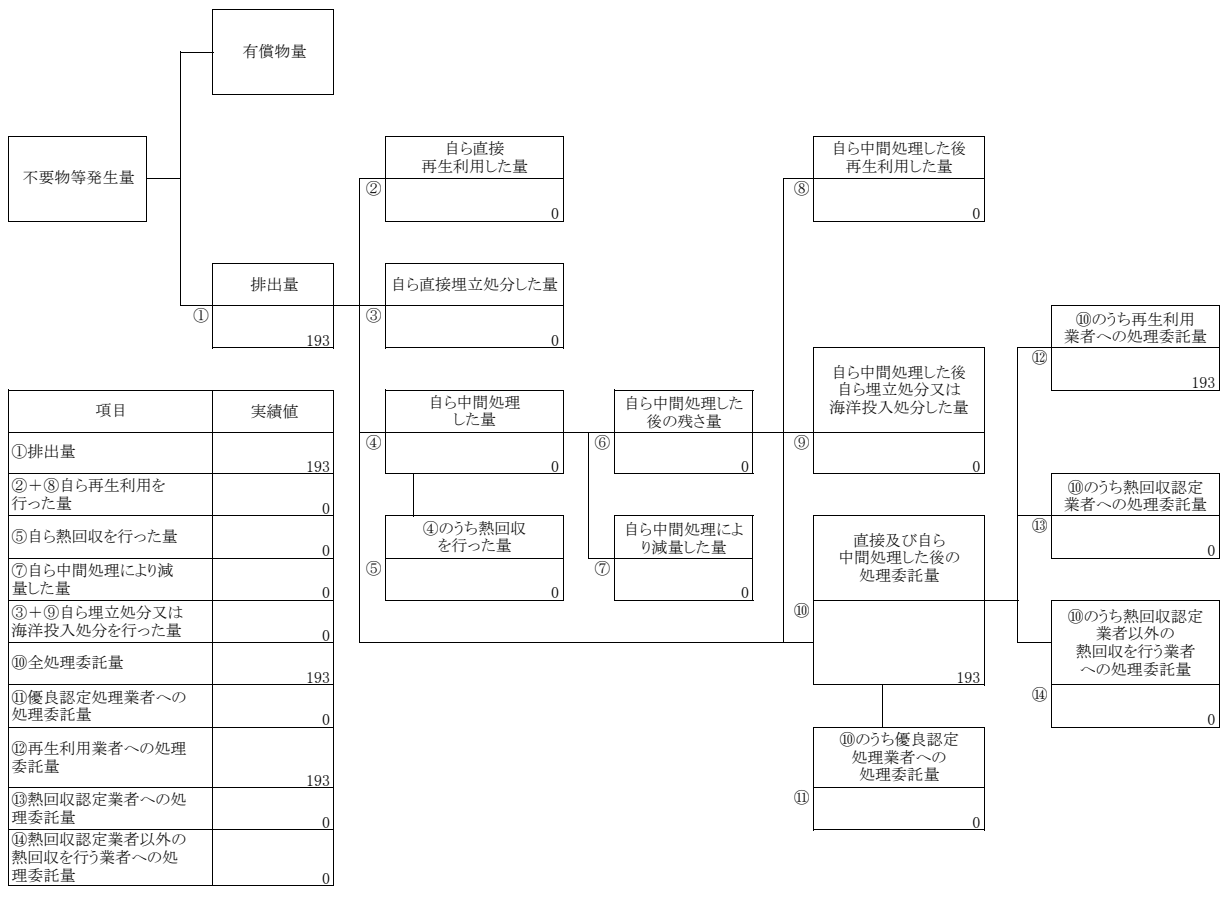 有償物量
不要物等発生量
排出量
①
193
自ら直接
再生利用した量
②
0
自ら直接埋立処分した量
③
0
自ら中間処理
した量
④
0
④のうち熱回収
を行った量
⑤
0
自ら中間処理した
後の残さ量
⑥
0
自ら中間処理によ
り減量した量
⑦
0
自ら中間処理した後
再生利用した量
⑧
0
自ら中間処理した後
自ら埋立処分又は
海洋投入処分した量
⑨
0
直接及び自ら
中間処理した後の
処理委託量
⑩
193
⑩のうち優良認定
処理業者への
処理委託量
⑪
0
⑩のうち再生利用
業者への処理委託量
⑫
193
⑩のうち熱回収認定
業者への処理委託量
⑬
0
⑩のうち熱回収認定
業者以外の
熱回収を行う業者
への処理委託量
⑭
0
項目 実績値
①排出量
193
②+⑧自ら再生利用を
行った量
0
⑤自ら熱回収を行った量
0
⑦自ら中間処理により減
量した量
0
③+⑨自ら埋立処分又は
海洋投入処分を行った量
0
⑩全処理委託量
193
⑪優良認定処理業者への
処理委託量
0
⑫再生利用業者への処理
委託量
193
⑬熱回収認定業者への処
理委託量
0
⑭熱回収認定業者以外の
熱回収を行う業者への処
理委託量
0